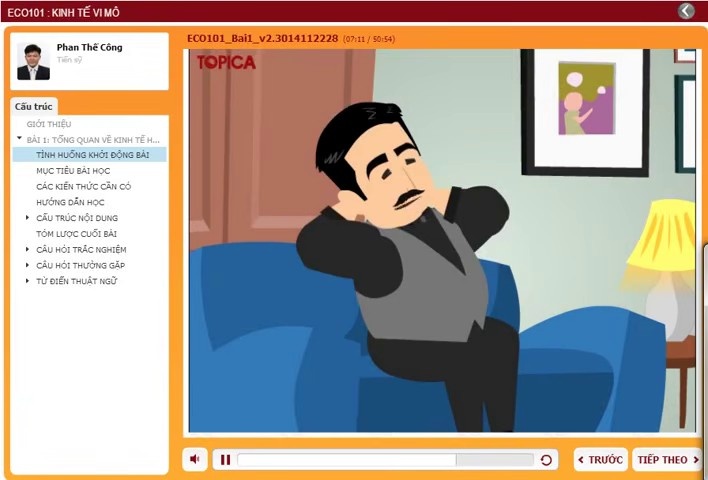 ECO101 : KINH TẾ VI MÔ
Phan Thế Công
Tiến sỹ
Cấu trúc
GIỚI THIỆU
BÀI 1: TỔNG QUAN VỀ KINH TẾ H...
TÌNH HUỐNG KHỞI ĐỘNG BÀI
MỤC TIÊU BÀI HỌC
CÁC KIẾN THỨC CẦN CÓ
HƯỚNG DẪN HỌC
CẤU TRÚC NỘI DUNG
TÓM LƯỢC CUỐI BÀI
CÂU HỎI TRẮC NGHIỆM
CÂU HỎI THƯỜNG GẶP
TỪ ĐIỂN THUẬT NGỮ
ECO101_Bai1_v2.3014112228 (07:11 / 50:54)
TOPICA
TRƯỚC
TIẾP THEO